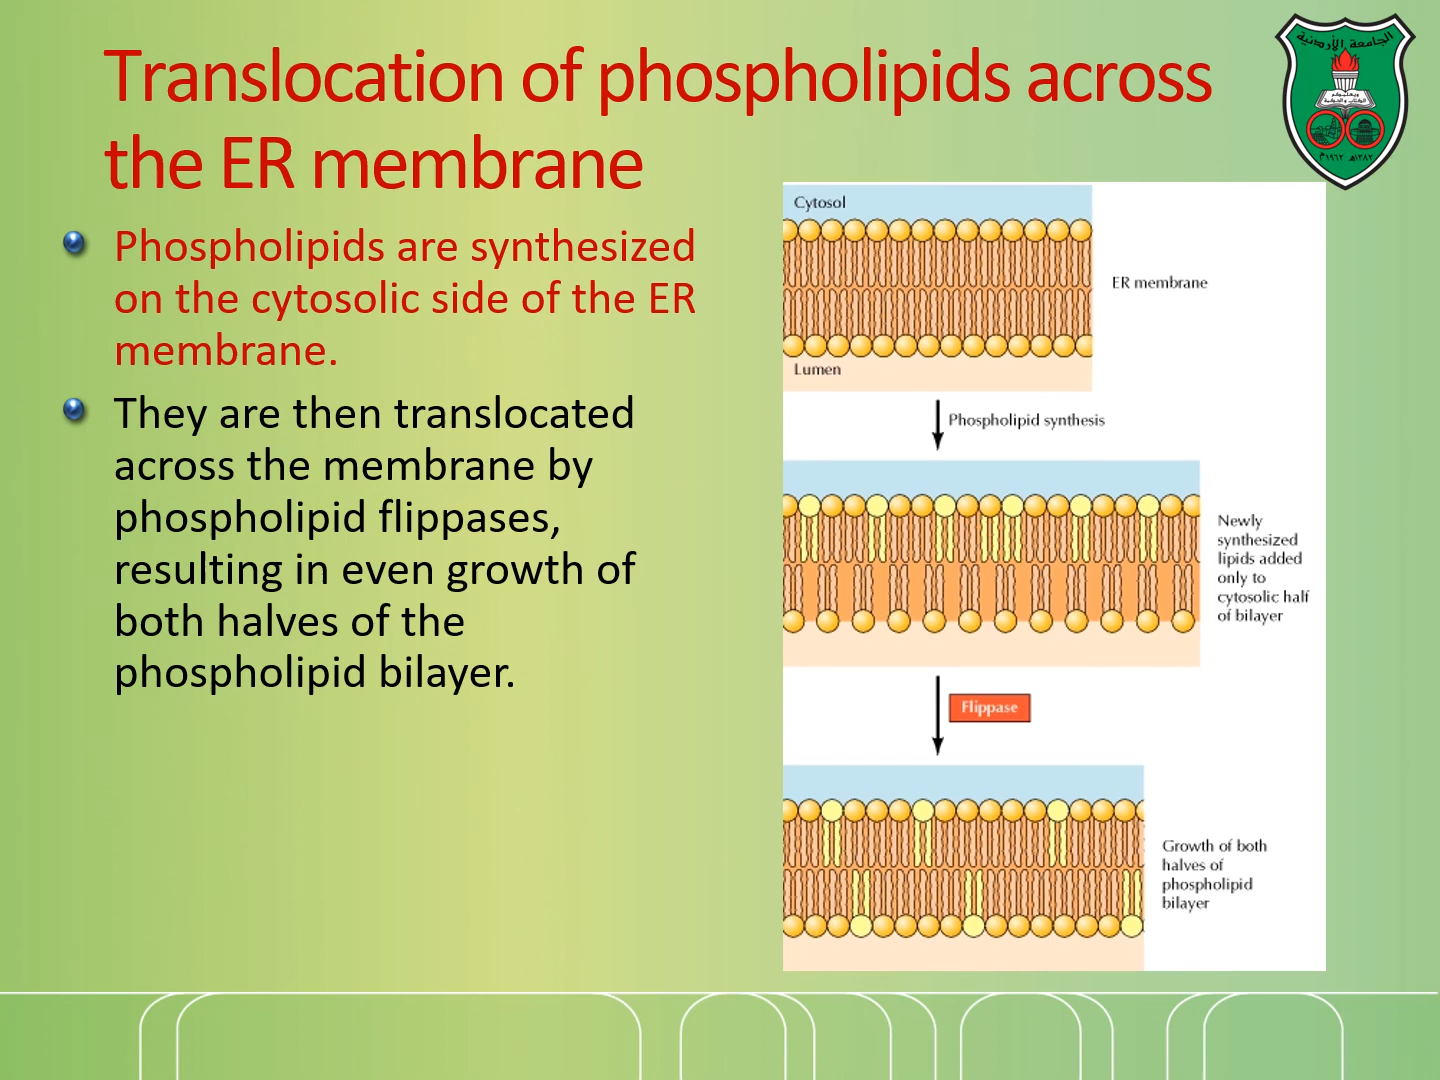 Translocation of phospholipids across
the ER membrane
الجامعة الأردنية
Phospholipids are synthesized
on the cytosolic side of the ER
membrane.
They are then translocated
across the membrane by
phospholipid flippases,
resulting in even growth of
both halves of the
phospholipid bilayer.
Cytosol
ER membrane
Lumen
Phospholipid synthesis
Newly
synthesized
lipids added
only to
cytosolic half
of bilayer
Flippase
Growth of both
halves of
phospholipid
bilayer